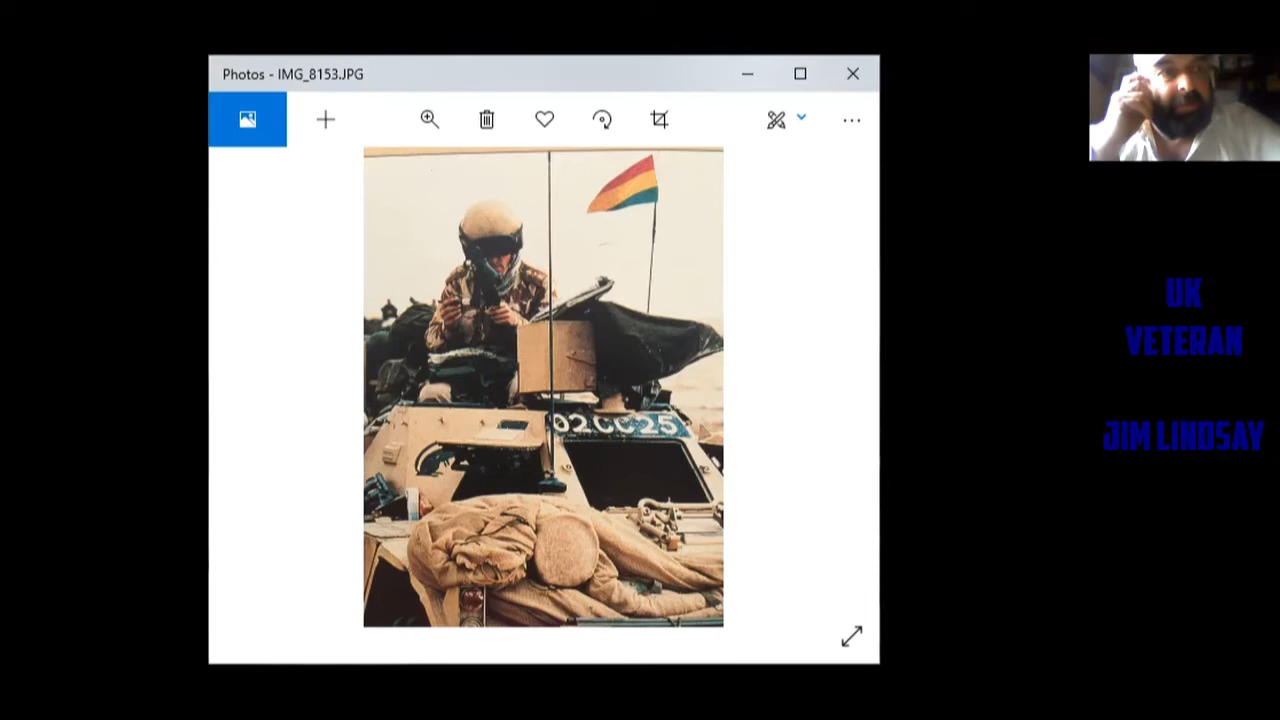 Photos - IMG_8153.JPG
02CC25
UK
VETERAN
JIM LINDSAY